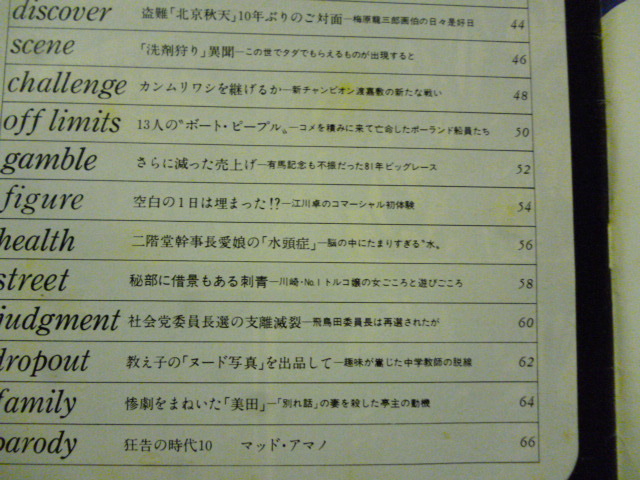 discover 盗難「北京秋天」10年ぶりのご対面—梅原龍三郎画伯の日々是好日 44
scene 「洗剤狩り」異聞—この世でタダでもらえるものが出現すると 46
challenge カンムリワシを継げるか—新チャンピオン渡嘉敷の新たな戦い 48
off limits 13人の〝ボート・ピープル〟—コメを積みに来て亡命したポーランド船員たち 50
gamble さらに減った売上げ—有馬記念も不振だった81年ビッグレース 52
figure 空白の1日は埋まった!?—江川卓のコマーシャル初体験 54
health 二階堂幹事長愛娘の「水頭症」—脳の中にたまりすぎる〝水〟 56
street 秘部に借景もある刺青—川崎・No.1トルコ嬢の女ごころと遊びごころ 58
judgment 社会党委員長選の支離滅裂—飛鳥田委員長は再選されたが 60
dropout 教え子の「ヌード写真」を出品して—趣味が嵩じた中学教師の脱線 62
family 惨劇をまねいた「美田」—「別れ話」の妻を殺した亭主の動機 64
parody 狂告の時代10 マッド・アマノ 66